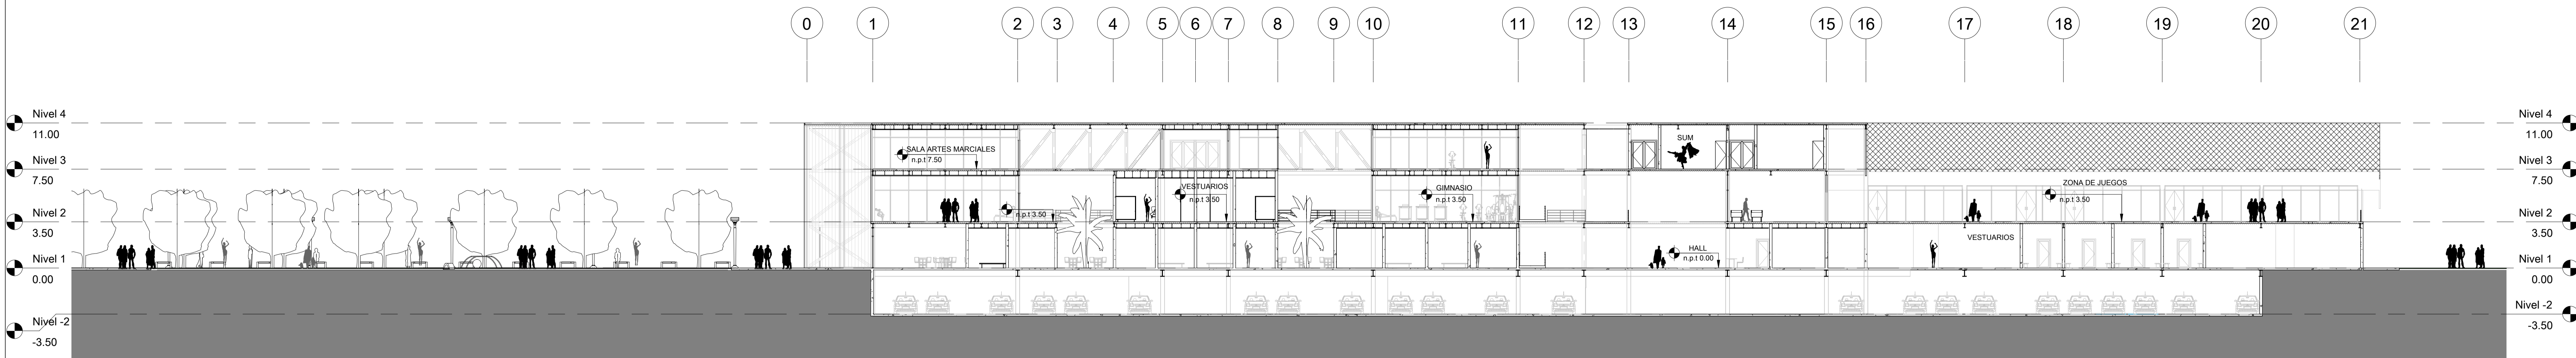 0 1 2 3 4 5 6 7 8 9 10 11 12 13 14 15 16 17 18 19 20 21
Nivel 4
11.00
Nivel 3
7.50
Nivel 2
3.50
Nivel 1
0.00
Nivel -2
-3.50
SALA ARTES MARCIALES
n.p.t 7.50
SUM
n.p.t 3.50
VESTUARIOS
n.p.t 3.50
GIMNASIO
n.p.t 3.50
ZONA DE JUEGOS
n.p.t 3.50
HALL
n.p.t 0.00
VESTUARIOS
Nivel 4
11.00
Nivel 3
7.50
Nivel 2
3.50
Nivel 1
0.00
Nivel -2
-3.50